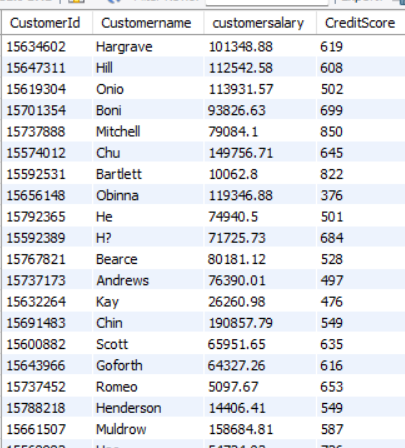 CustomerId Customername customersalary CreditScore
15634602 Hargrave 101348.88 619
15647311 Hill 112542.58 608
15619304 Onio 113931.57 502
15701354 Boni 93826.63 699
15737888 Mitchell 79084.1 850
15574012 Chu 149756.71 645
15592531 Bartlett 10062.8 822
15656148 Obinna 119346.88 376
15792365 He 74940.5 501
15592389 H? 71725.73 684
15767821 Bearce 80181.12 528
15737173 Andrews 76390.01 497
15632264 Kay 26260.98 476
15691483 Chin 190857.79 549
15600882 Scott 65951.65 635
15643966 Goforth 64327.26 616
15737452 Romeo 5097.67 653
15788218 Henderson 14406.41 549
15661507 Muldrow 158684.81 587